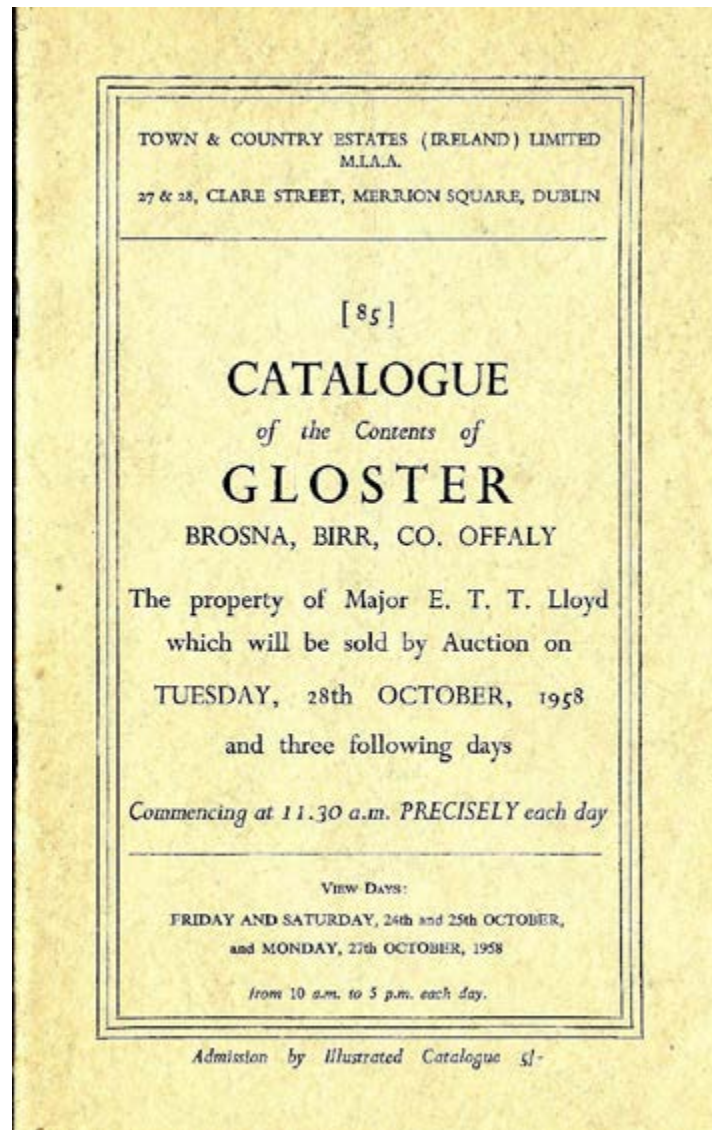 TOWN & COUNTRY ESTATES (IRELAND) LIMITED
M.I.A.A.
27 & 28, CLARE STREET, MERRION SQUARE, DUBLIN
[85]
CATALOGUE
of the Contents of
GLOSTER
BROSNA, BIRR, CO. OFFALY
The property of Major E. T. T. Lloyd
which will be sold by Auction on
TUESDAY, 28th OCTOBER, 1958
and three following days
Commencing at 11.30 a.m. PRECISELY each day
VIEW DAYS:
FRIDAY AND SATURDAY, 24th and 25th OCTOBER,
and MONDAY, 27th OCTOBER, 1958
from 10 a.m. to 5 p.m. each day.
Admission by Illustrated Catalogue 5/-